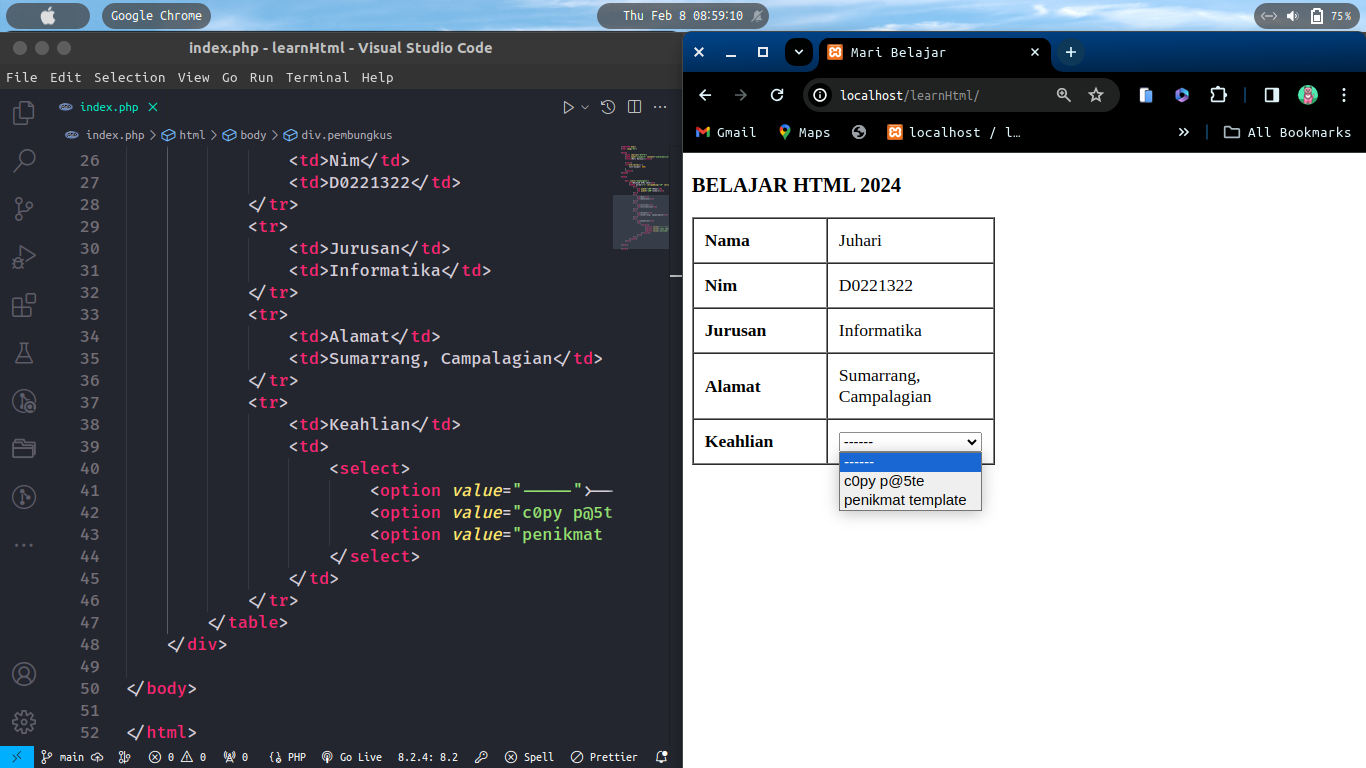 Google Chrome
Thu Feb 8 08:59:10
75%
index.php - learnHtml - Visual Studio Code
File Edit Selection View Go Run Terminal Help
index.php
index.php > html > body > div.pembungkus
26 <td>Nim</td>
27 <td>D0221322</td>
28 </tr>
29 <tr>
30 <td>Jurusan</td>
31 <td>Informatika</td>
32 </tr>
33 <tr>
34 <td>Alamat</td>
35 <td>Sumarrang, Campalagian</td>
36 </tr>
37 <tr>
38 <td>Keahlian</td>
39 <td>
40 <select>
41 <option value="------">---
42 <option value="c0py p@5t
43 <option value="penikmat
44 </select>
45 </td>
46 </tr>
47 </table>
48 </div>
49
50 </body>
51
52 </html>
main 0 0 0 PHP Go Live 8.2.4: 8.2 Spell Prettier
Mari Belajar
localhost/learnHtml/
Gmail Maps localhost / l… » All Bookmarks
BELAJAR HTML 2024
Nama Juhari
Nim D0221322
Jurusan Informatika
Alamat Sumarrang,
Campalagian
Keahlian ------
------
c0py p@5te
penikmat template